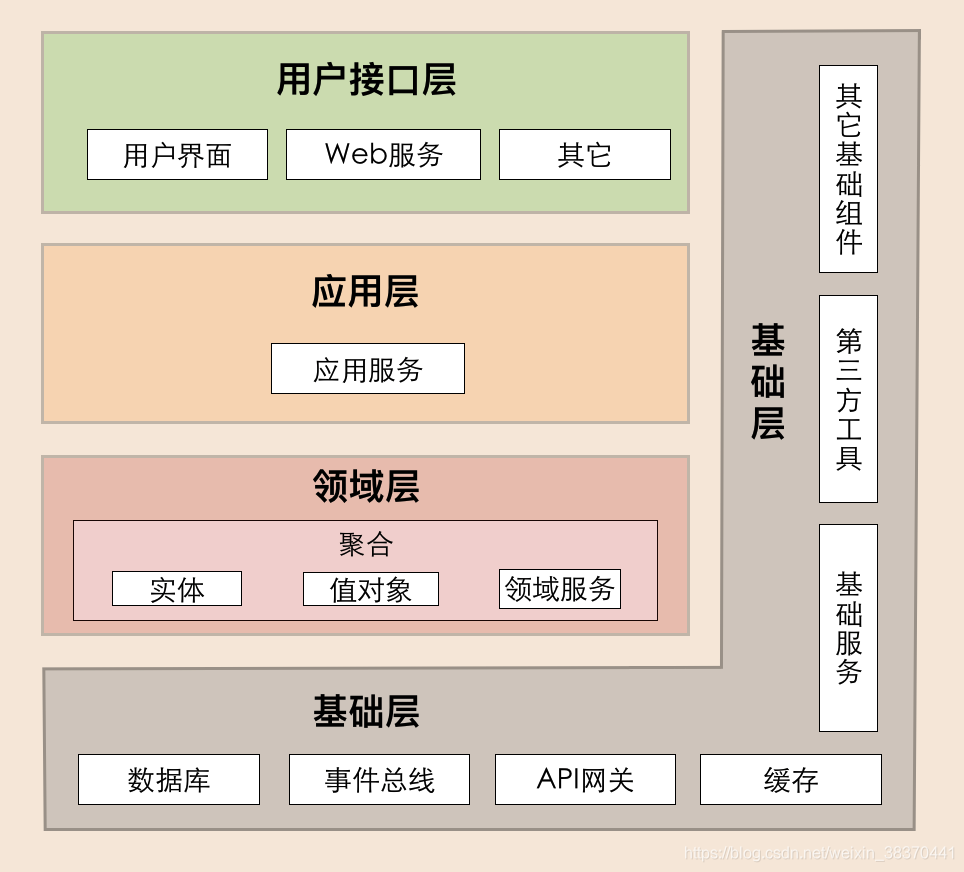 用户接口层
用户界面
Web服务
其它
应用层
应用服务
领域层
聚合
实体
值对象
领域服务
基础层
数据库
事件总线
API网关
缓存
基础层
其它基础组件
第三方工具
基础服务
https://blog.csdn.net/weixin_38370441